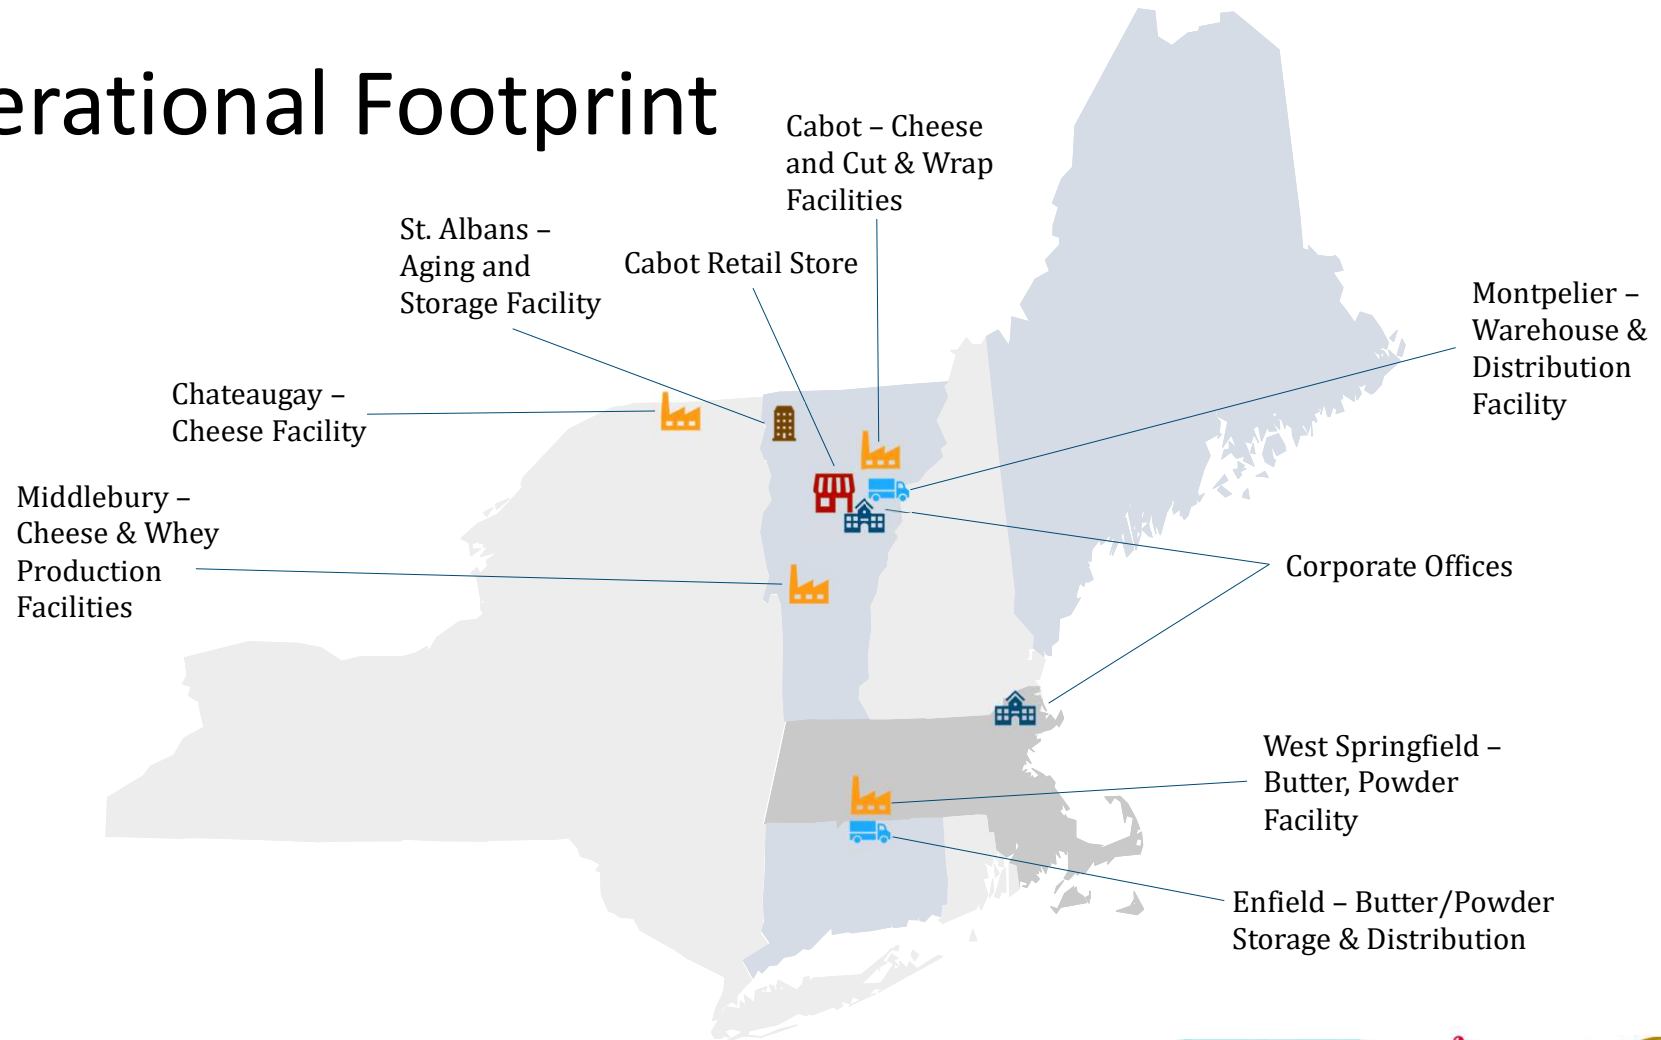 erational Footprint
Cabot – Cheese
and Cut & Wrap
Facilities
St. Albans –
Aging and
Storage Facility
Cabot Retail Store
Montpelier –
Warehouse &
Distribution
Facility
Chateaugay –
Cheese Facility
Middlebury –
Cheese & Whey
Production
Facilities
Corporate Offices
West Springfield –
Butter, Powder
Facility
Enfield – Butter/Powder
Storage & Distribution